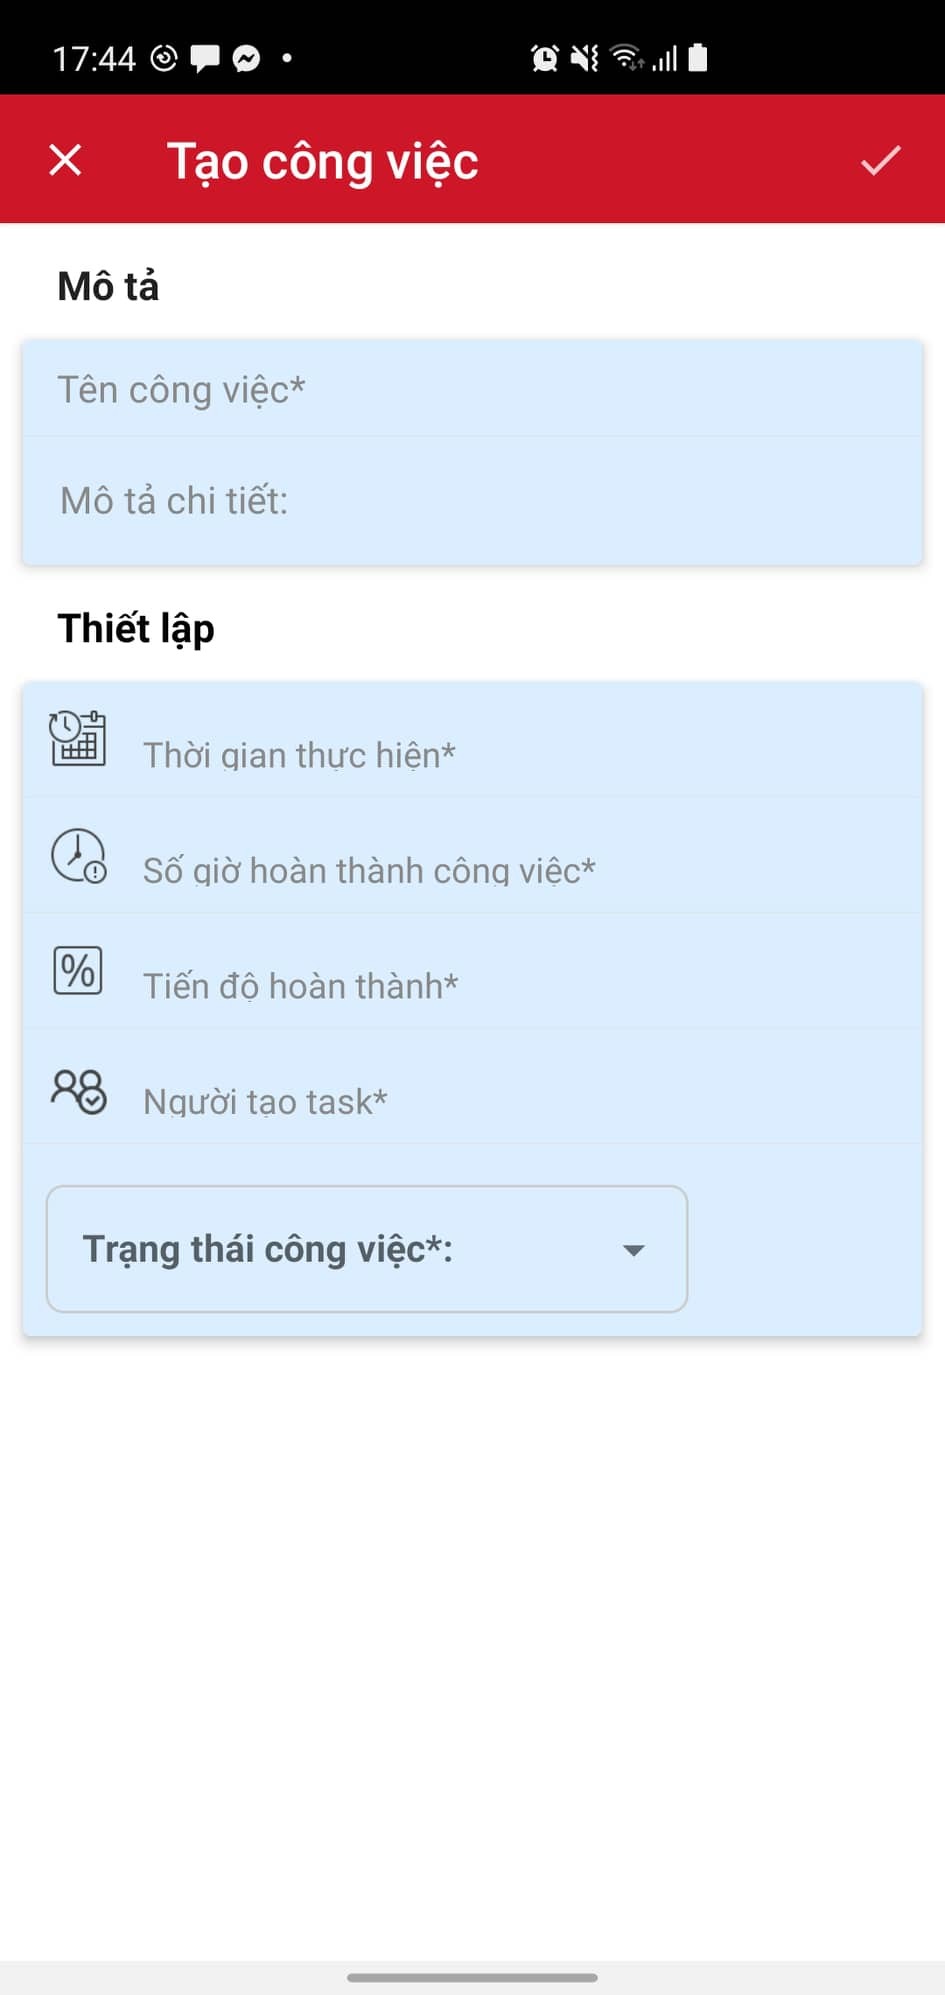 17:44
Tạo công việc
Mô tả
Tên công việc*
Mô tả chi tiết:
Thiết lập
Thời gian thực hiện*
Số giờ hoàn thành công việc*
%
Tiến độ hoàn thành*
Người tạo task*
Trạng thái công việc*: